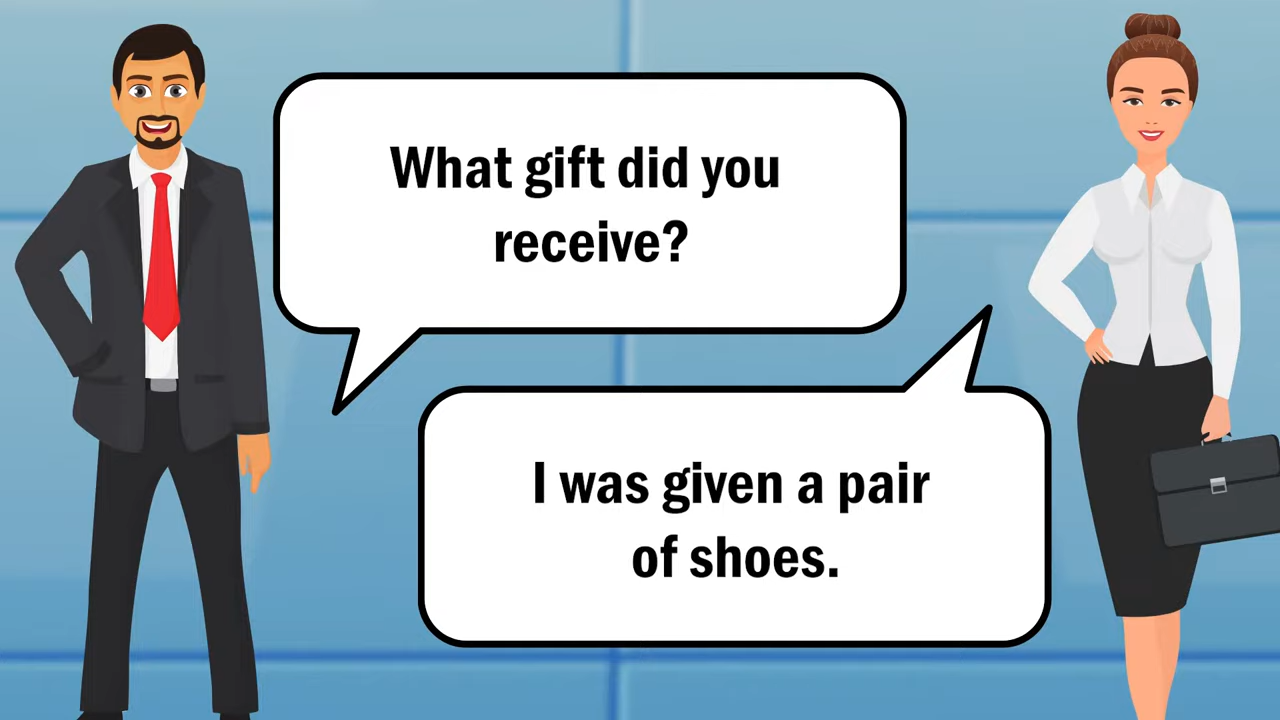 What gift did you
receive?
I was given a pair
of shoes.